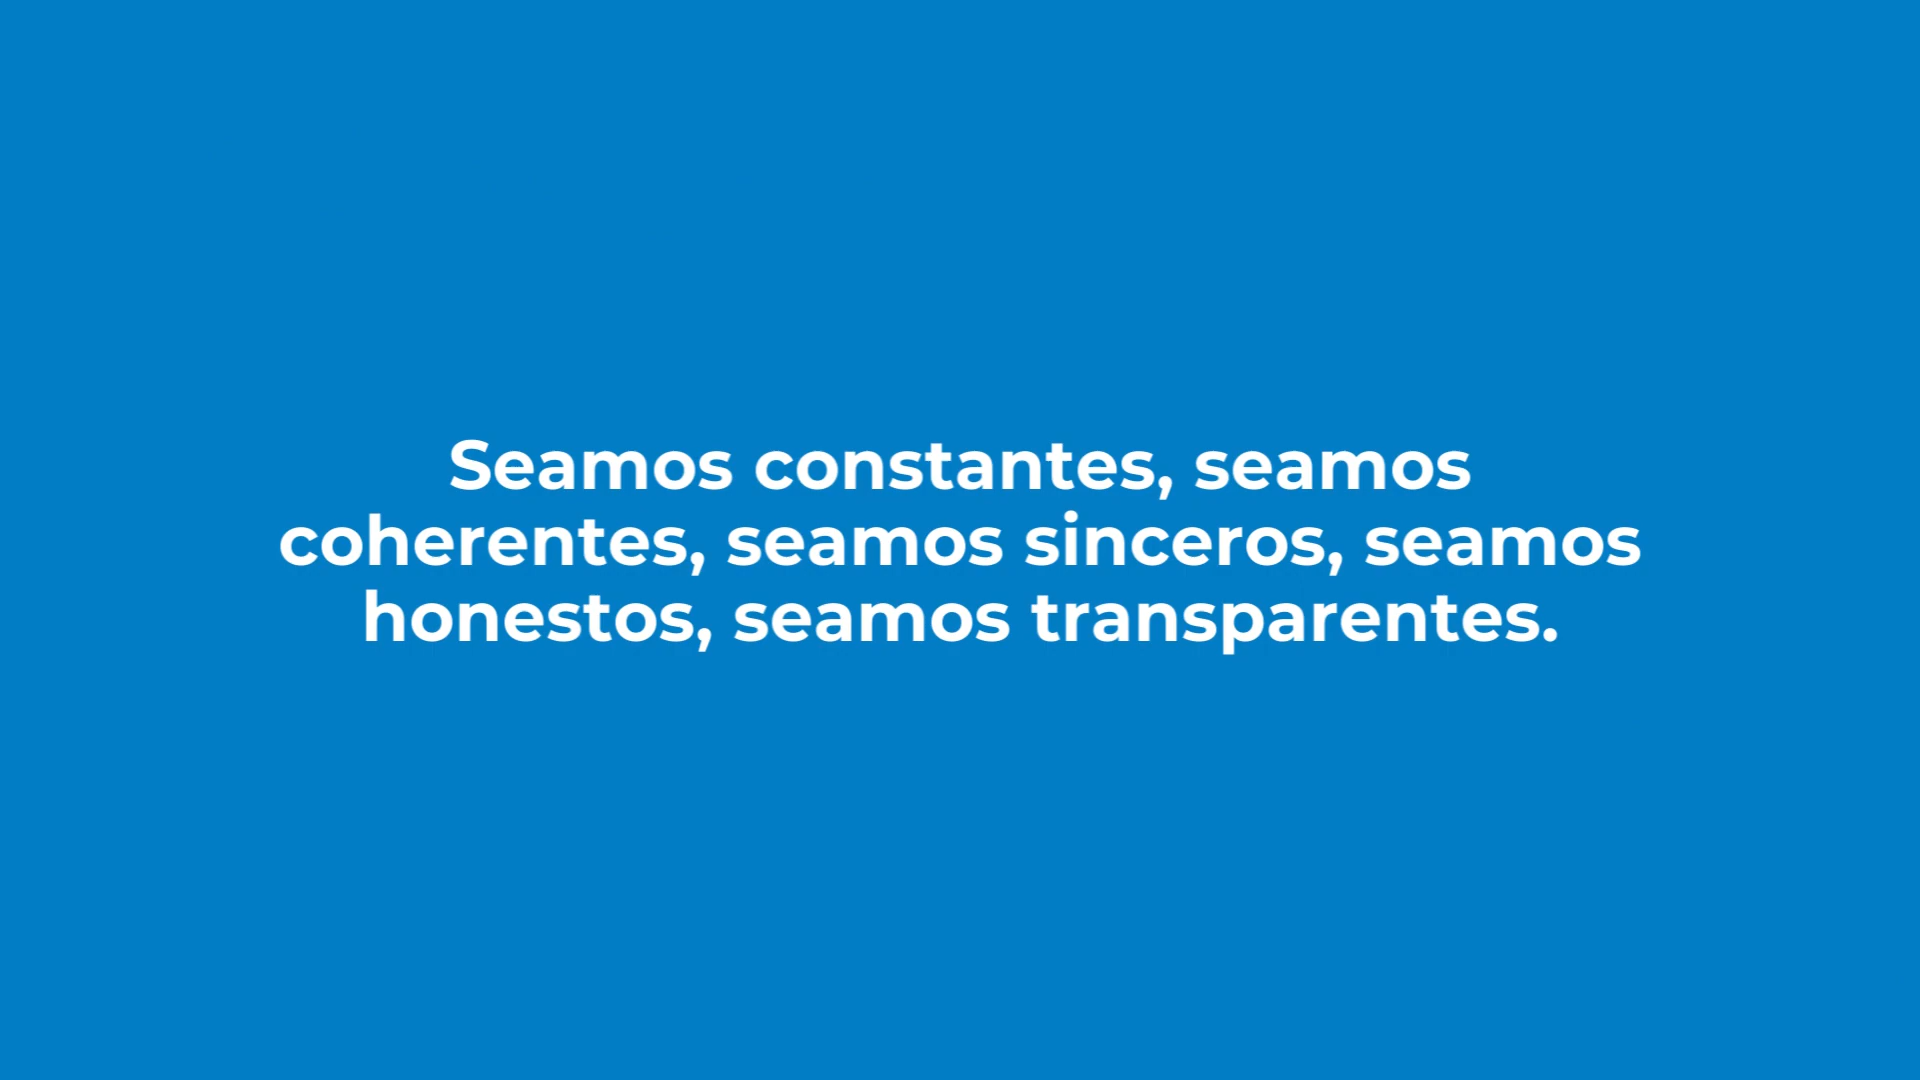 Seamos constantes, seamos
coherentes, seamos sinceros, seamos
honestos, seamos transparentes.